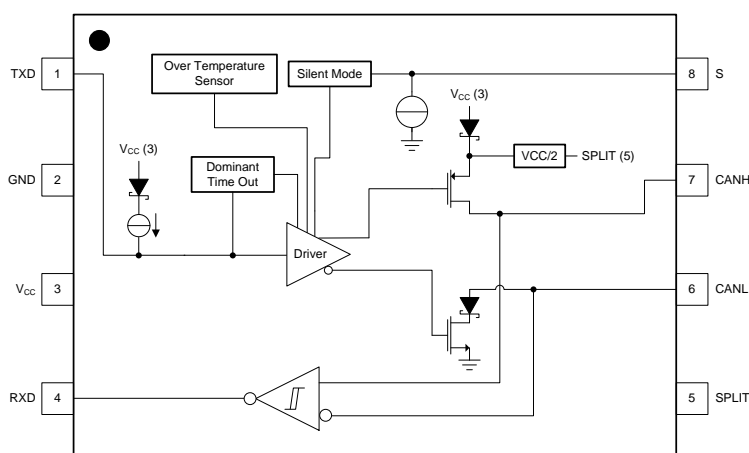 TXD
1
Over Temperature
Sensor
Silent Mode
8
S
VCC (3)
VCC (3)
VCC/2
SPLIT (5)
GND
2
Dominant
Time Out
7
CANH
Driver
VCC
3
6
CANL
RXD
4
5
SPLIT